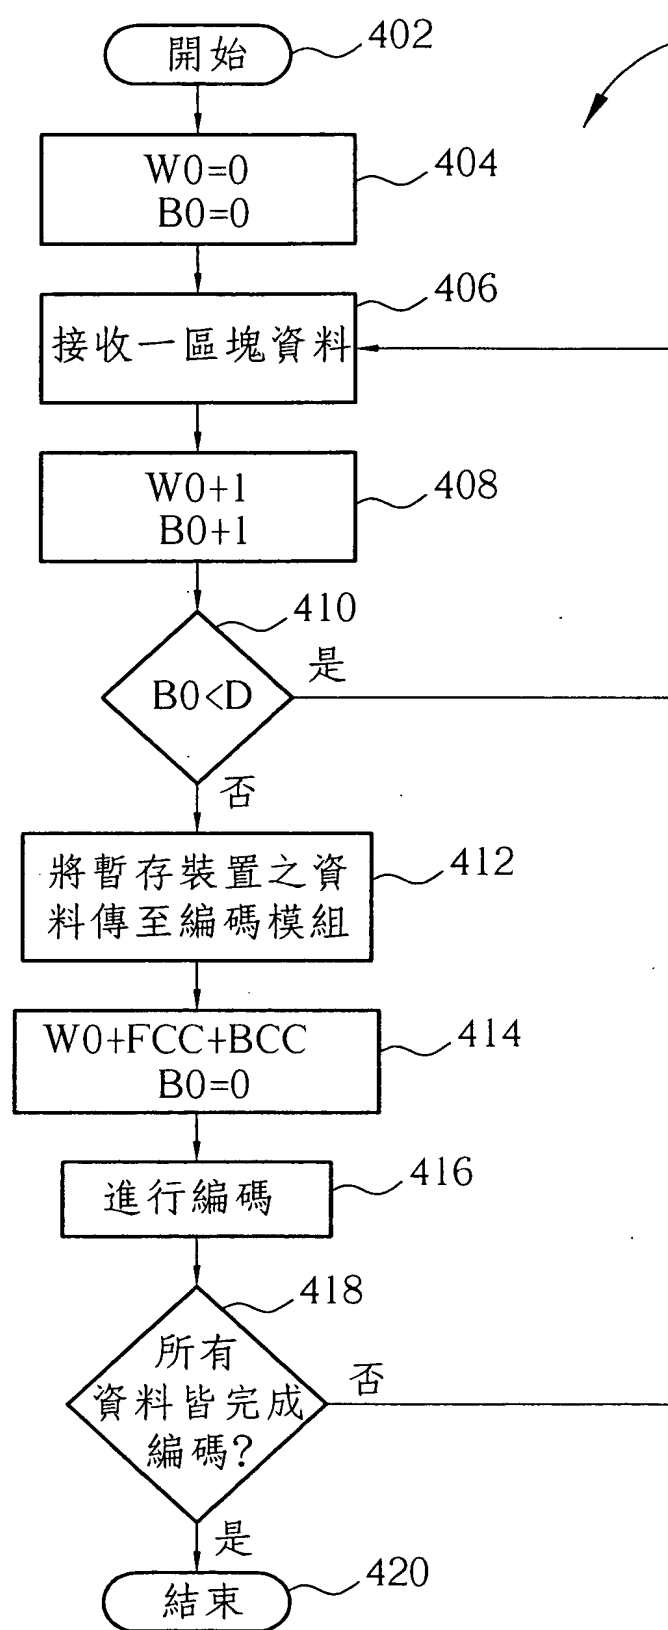 開始
402
W0=0
B0=0
404
接收一區塊資料
406
W0+1
B0+1
408
B0<D
410
是
否
將暫存裝置之資
料傳至編碼模組
412
W0+FCC+BCC
B0=0
414
進行編碼
416
所有
資料皆完成
編碼?
418
否
是
結束
420